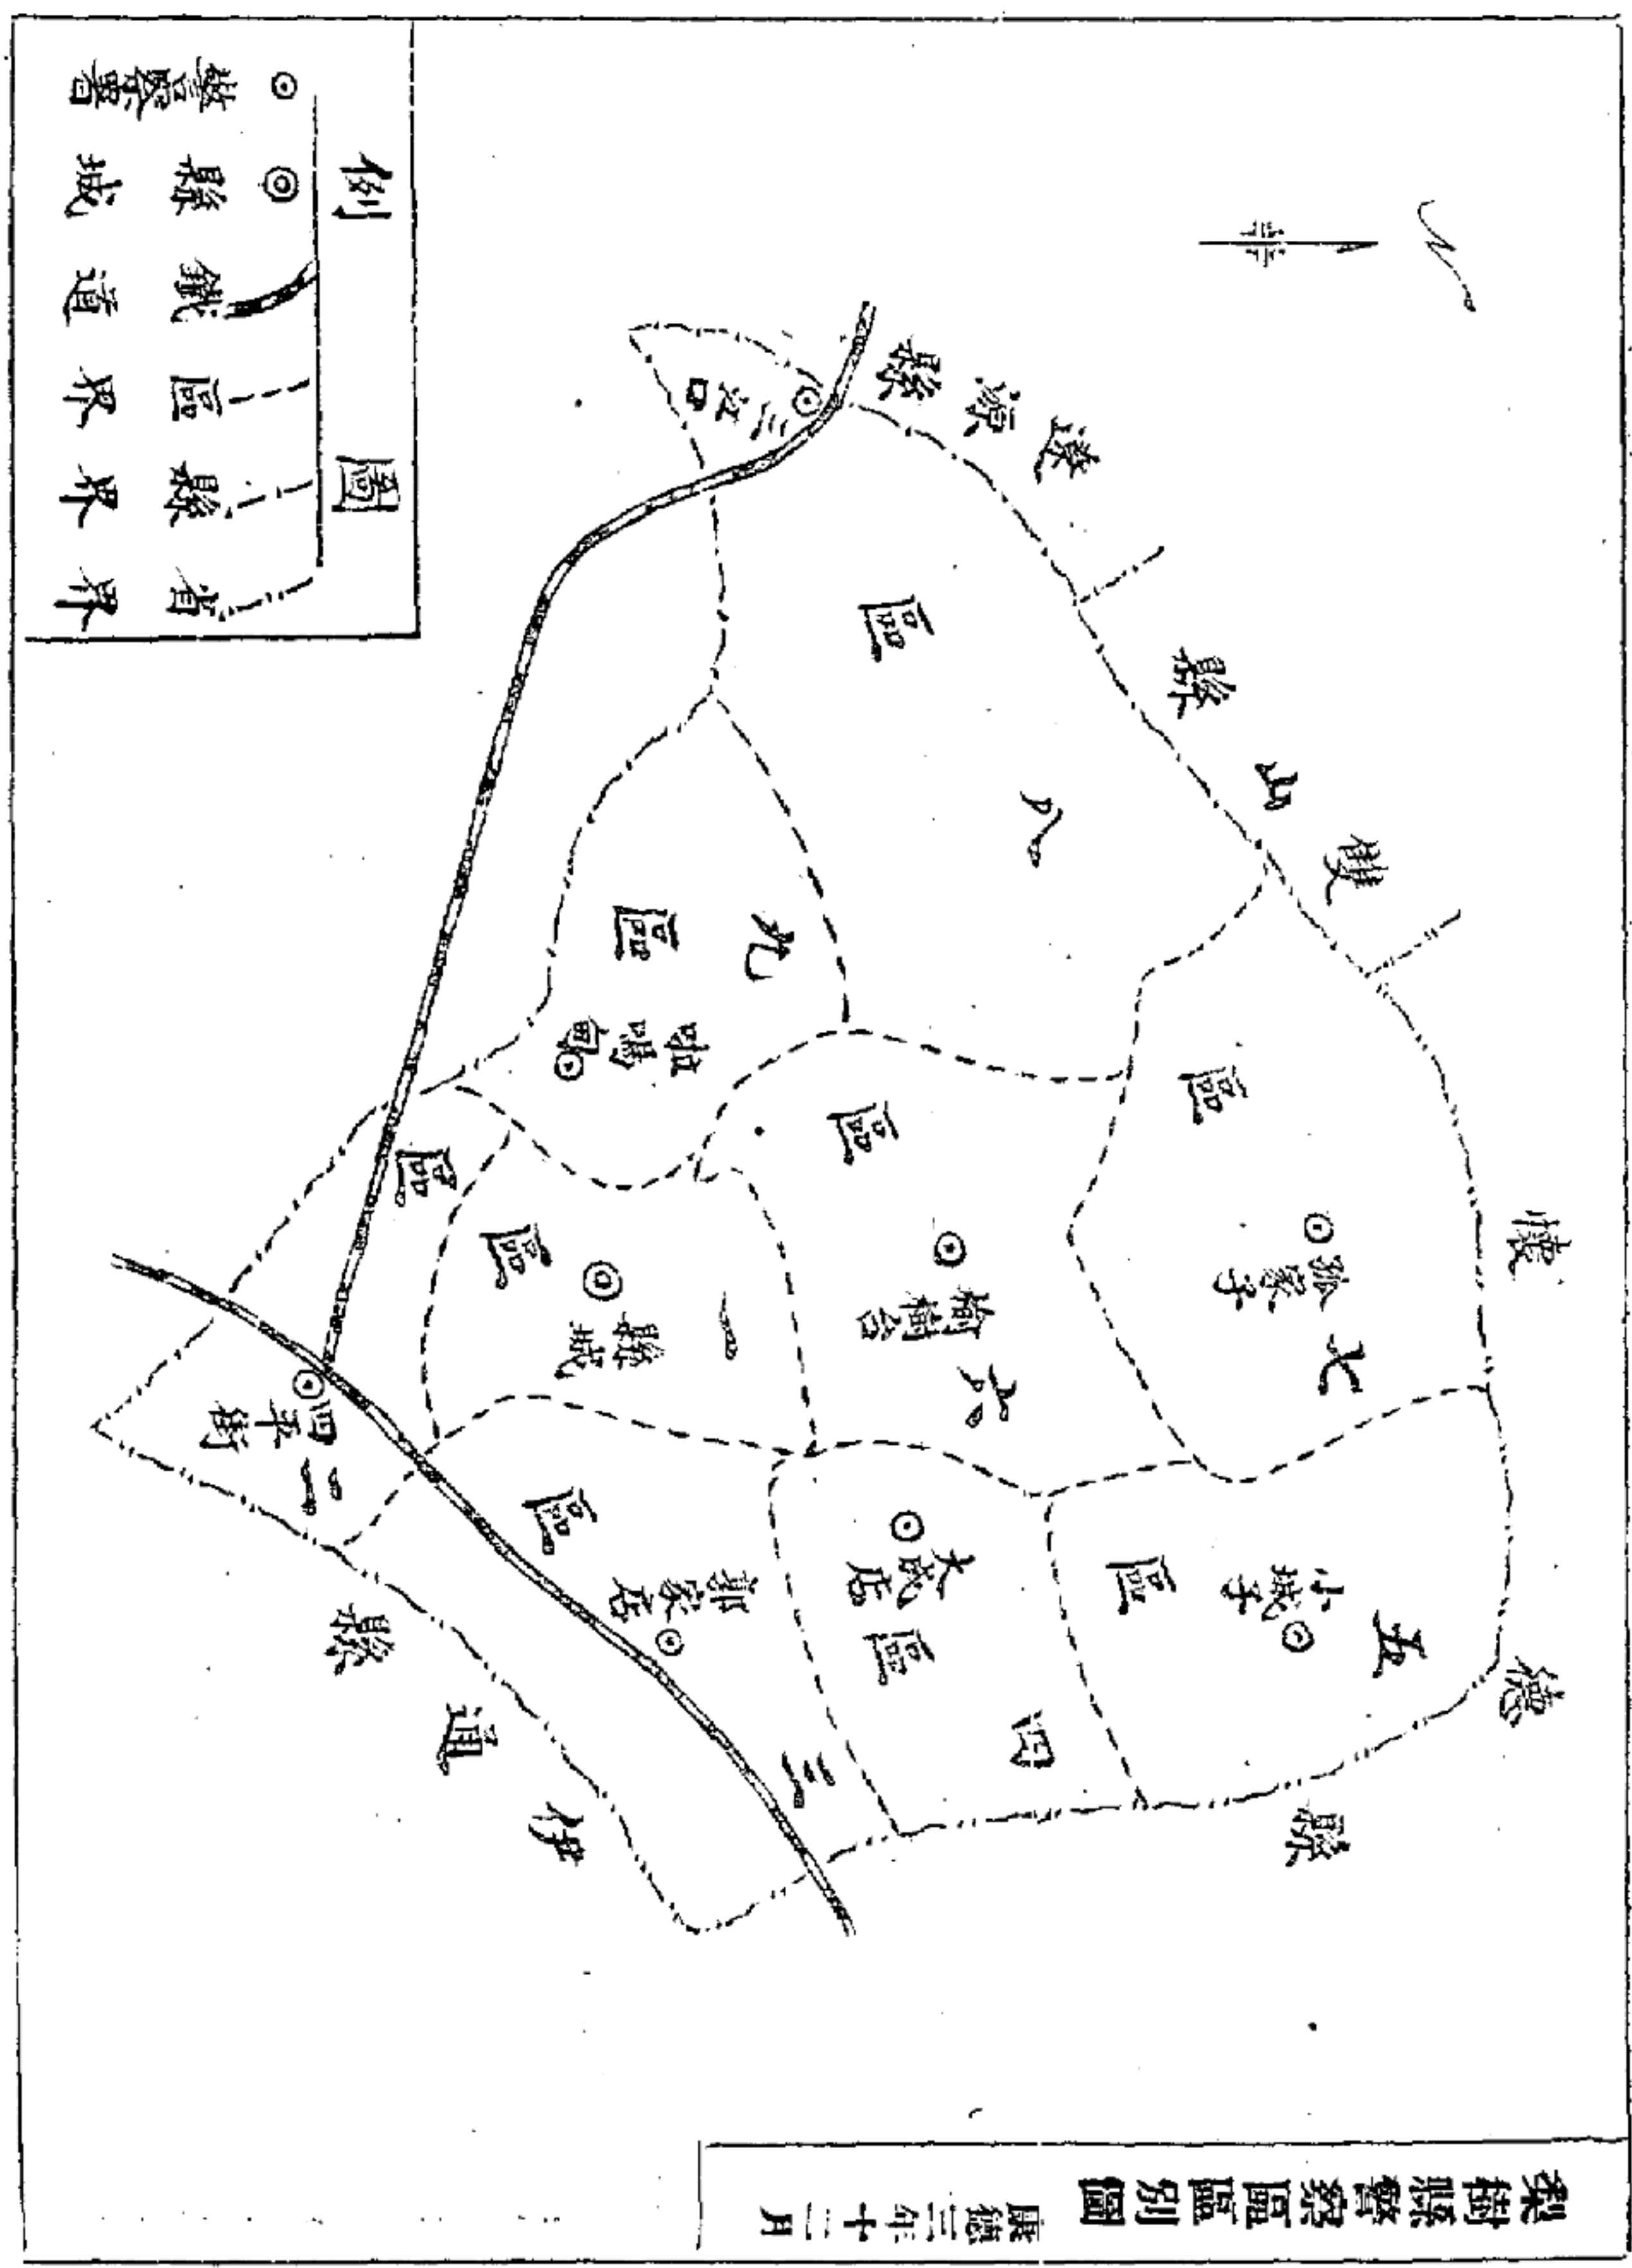 梨樹縣警察區區別圖
康德三年十二月
遼源縣
雙山縣
懷德縣
伊通縣
三江口
八區
九區
啦嘛甸
七區
孤家子
六區
榆樹台
一區
縣城
二區
四平街
三區
郭家店
四區
大城店
五區
小城子
北
圖例
警察署
縣城
鐵道
區界
縣界
省界